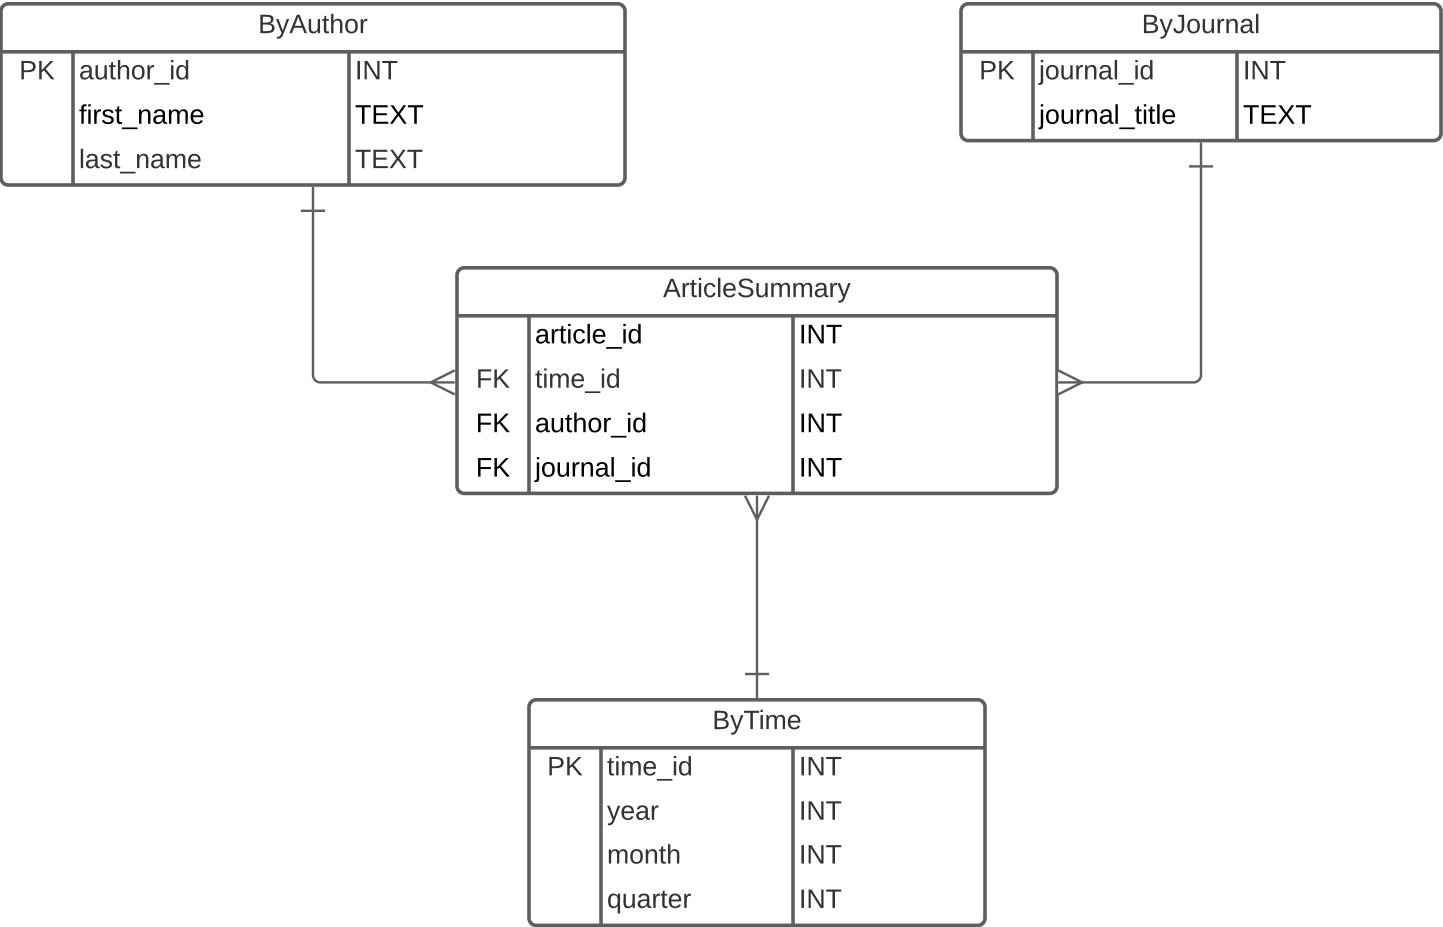 ByAuthor
PK author_id INT
first_name TEXT
last_name TEXT
ByJournal
PK journal_id INT
journal_title TEXT
ArticleSummary
article_id INT
FK time_id INT
FK author_id INT
FK journal_id INT
ByTime
PK time_id INT
year INT
month INT
quarter INT